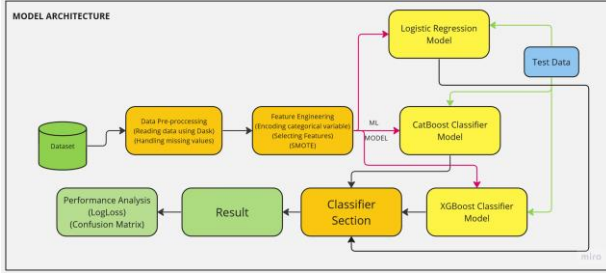 MODEL ARCHITECTURE
Logistic Regression
Model
Test Data
Data Pre-proccessing
(Reading data using Dask)
(Handling missing values)
Feature Engineering
(Encoding categorical variable)
(Selecting Features)
SMOTE)
ML
MODEL
CatBoost Classifier
Model
Dataset
Performance Analysis
(LogLoss)
(Confusion Matrix)
Result
Classifier
Section
XGBoost Classifier
Model
miro